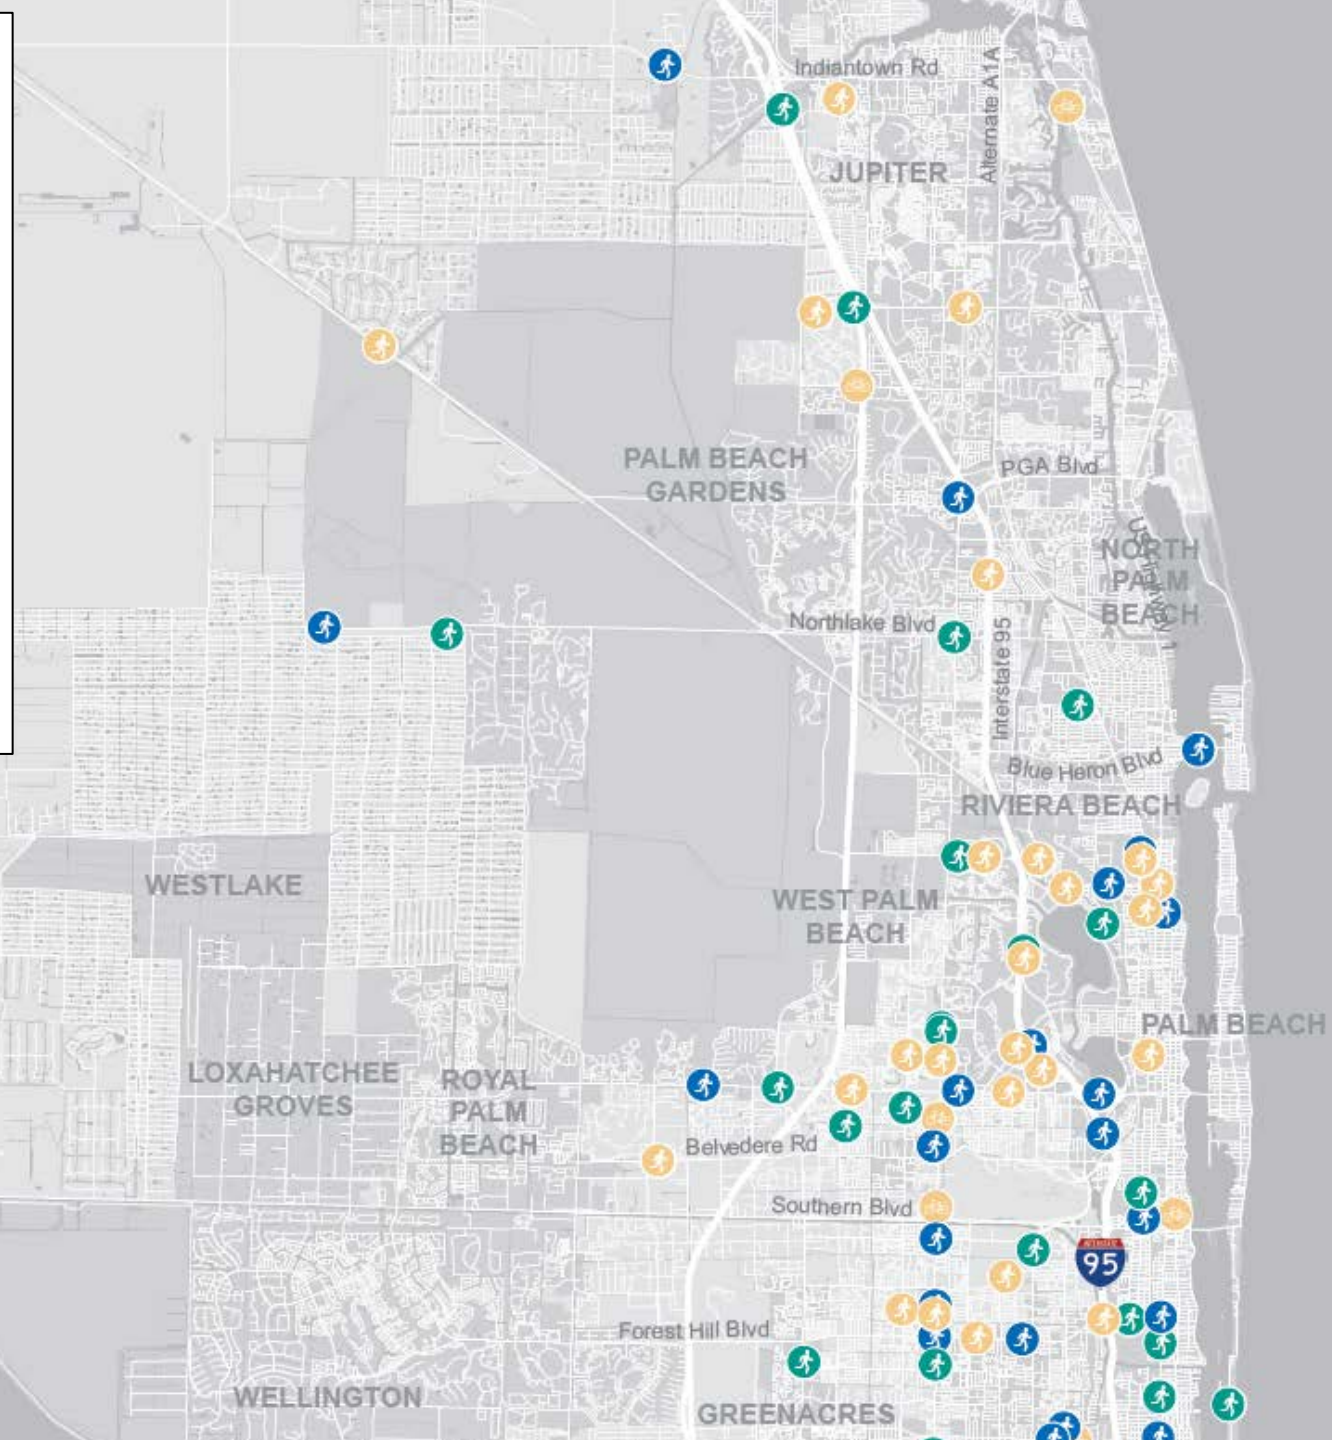 Indiantown Rd
Alternate A1A
JUPITER
PALM BEACH
GARDENS
PGA Blvd
US Highway 1
NORTH
PALM
BEACH
Northlake Blvd
Interstate 95
Blue Heron Blvd
RIVIERA BEACH
WESTLAKE
WEST PALM
BEACH
PALM BEACH
LOXAHATCHEE
GROVES
ROYAL
PALM
BEACH
Belvedere Rd
Southern Blvd
INTERSTATE
95
Forest Hill Blvd
WELLINGTON
GREENACRES